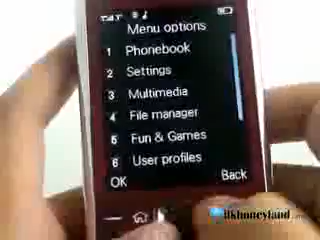 Menu options
1 Phonebook
2 Settings
3 Multimedia
4 File manager
5 Fun & Games
6 User profiles
OK Back